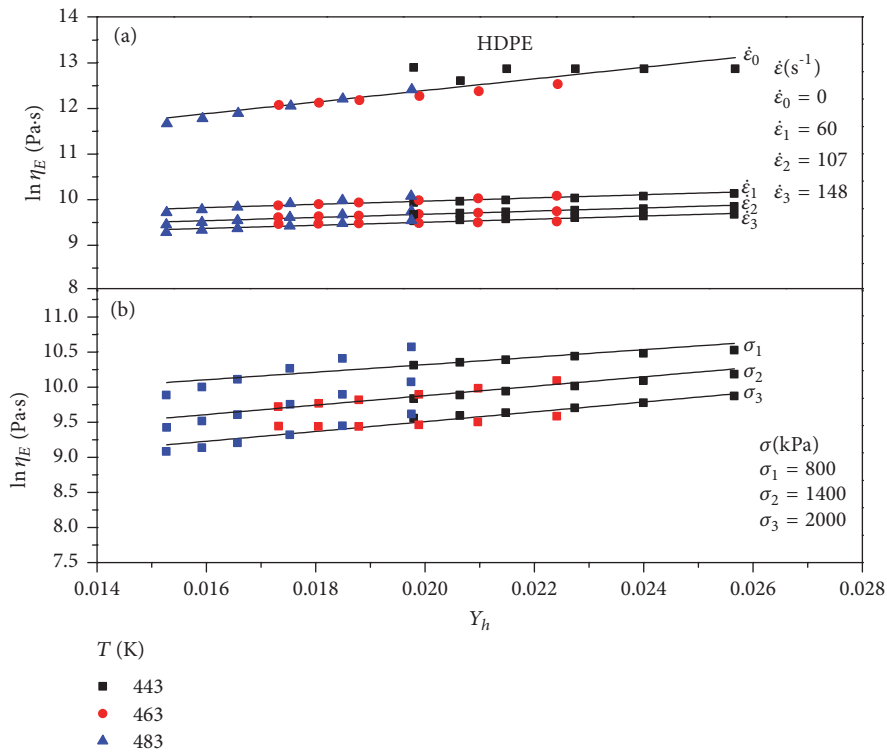 (a)
HDPE
13
12
11
10
9
8
ln η_E (Pa·s)
ε̇₀
ε̇₁
ε̇₂
ε̇₃
ε̇(s⁻¹)
ε̇₀ = 0
ε̇₁ = 60
ε̇₂ = 107
ε̇₃ = 148
(b)
11.0
10.5
10.0
9.5
9.0
8.5
8.0
7.5
ln η_E (Pa·s)
σ₁
σ₂
σ₃
σ(kPa)
σ₁ = 800
σ₂ = 1400
σ₃ = 2000
0.014 0.016 0.018 0.020 0.022 0.024 0.026 0.028
Y_h
T (K)
443
463
483